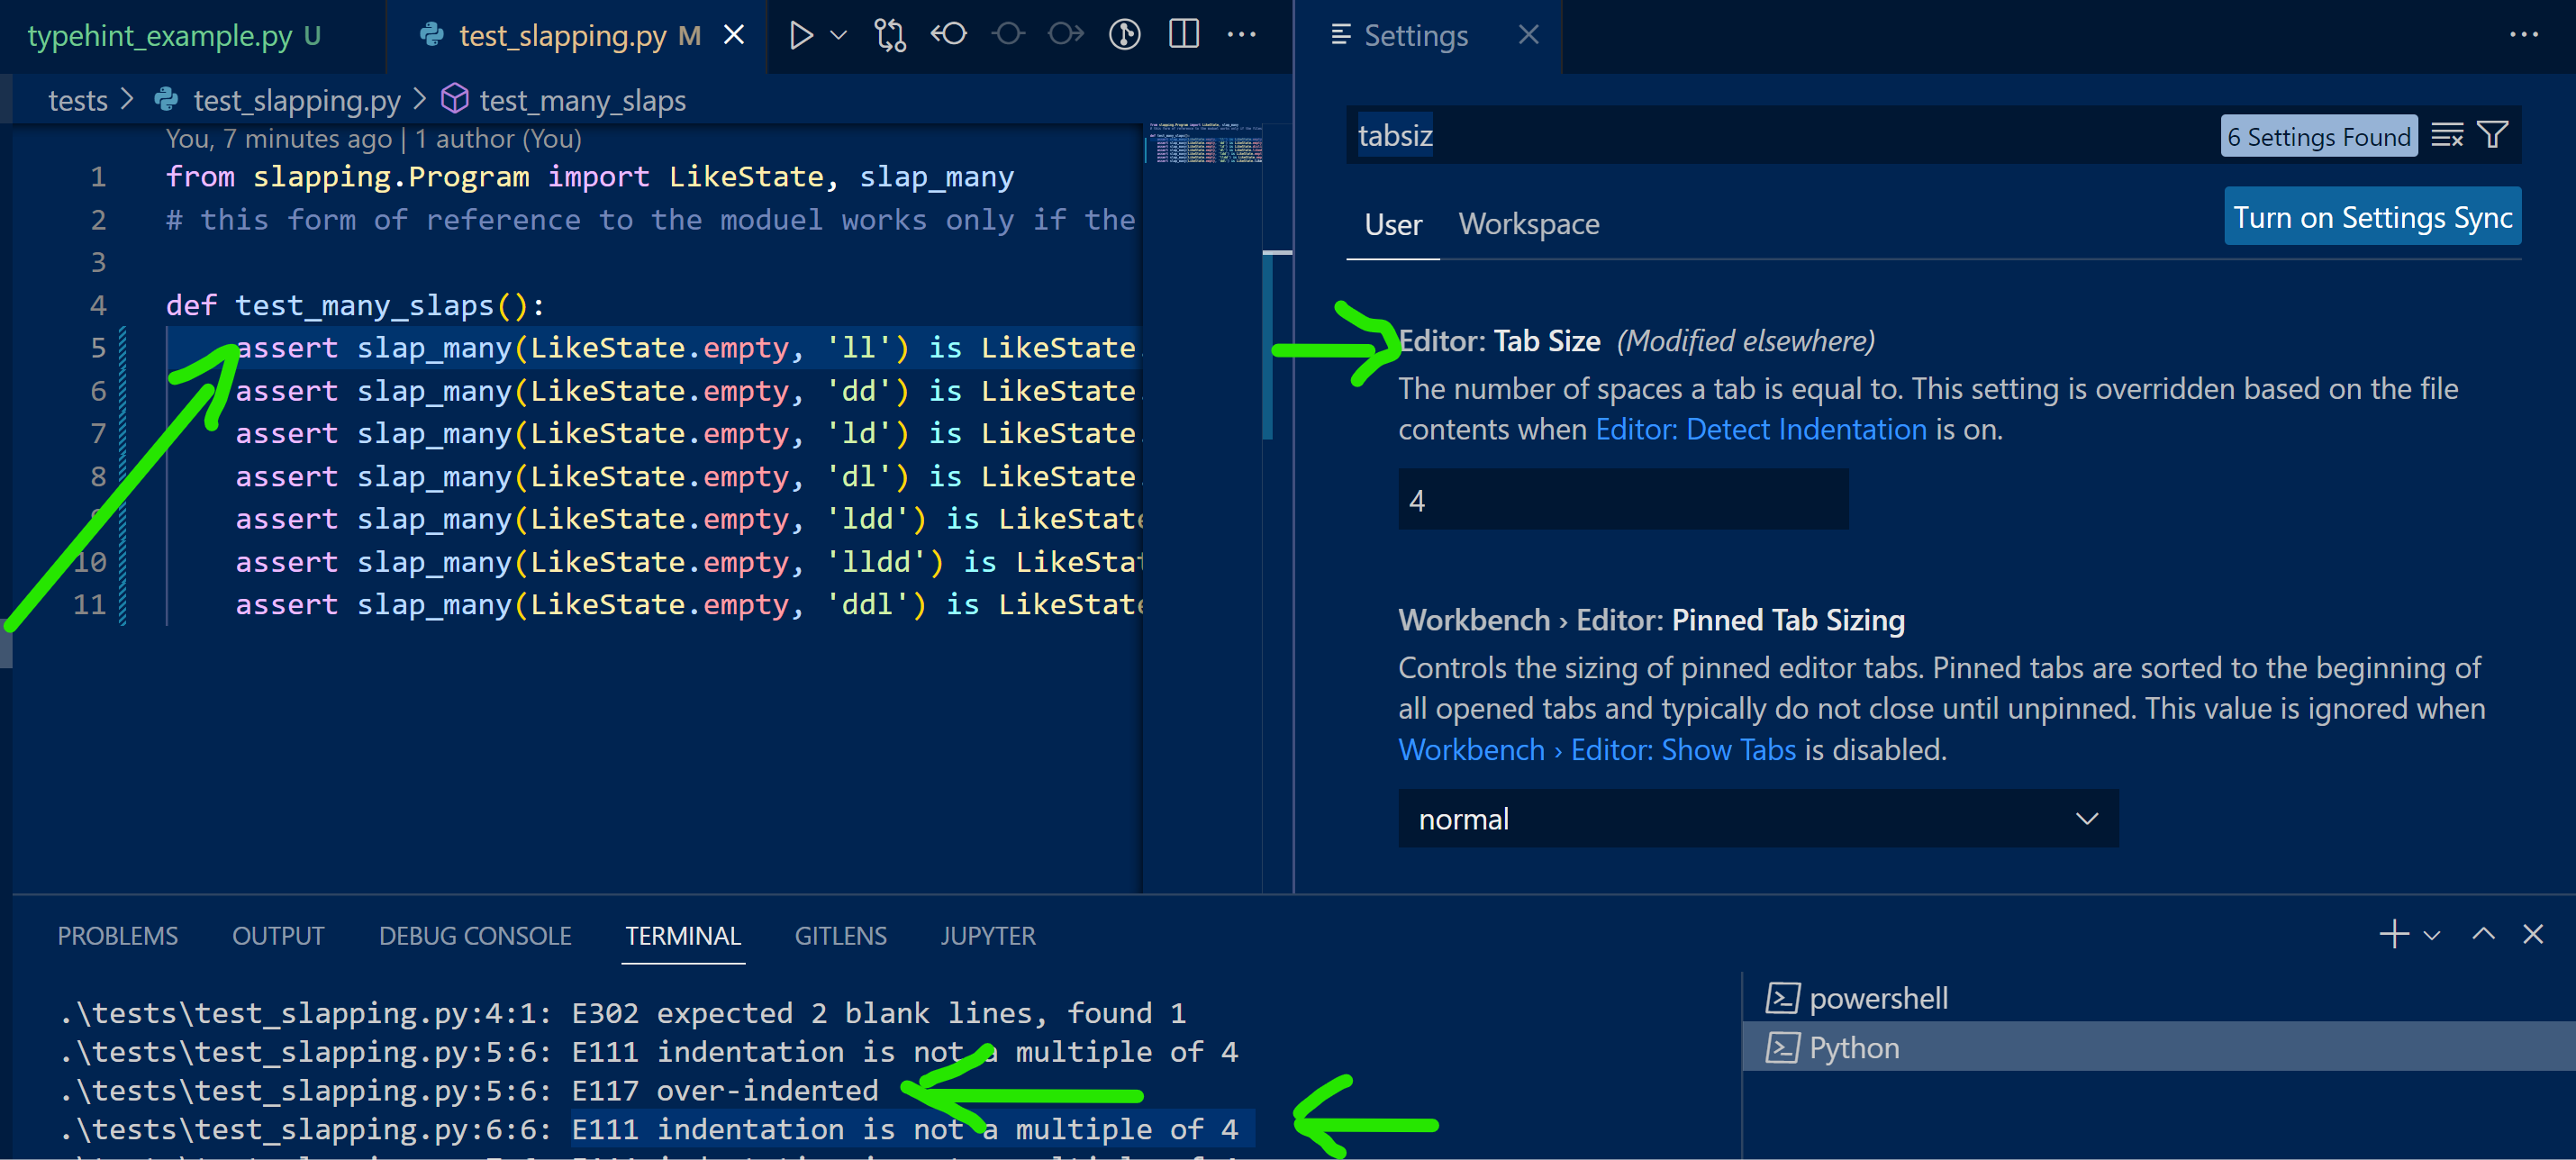 typehint_example.py U
test_slapping.py M
Settings
tests > test_slapping.py > test_many_slaps
You, 7 minutes ago | 1 author (You)
1 from slapping.Program import LikeState, slap_many
2 # this form of reference to the moduel works only if the
3
4 def test_many_slaps():
5 assert slap_many(LikeState.empty, 'll') is LikeState.
6 assert slap_many(LikeState.empty, 'dd') is LikeState.
7 assert slap_many(LikeState.empty, 'ld') is LikeState.
8 assert slap_many(LikeState.empty, 'dl') is LikeState.
9 assert slap_many(LikeState.empty, 'ldd') is LikeState
10 assert slap_many(LikeState.empty, 'lldd') is LikeStat
11 assert slap_many(LikeState.empty, 'ddl') is LikeState
tabsiz
6 Settings Found
User Workspace
Turn on Settings Sync
Editor: Tab Size (Modified elsewhere)
The number of spaces a tab is equal to. This setting is overridden based on the file
contents when Editor: Detect Indentation is on.
4
Workbench › Editor: Pinned Tab Sizing
Controls the sizing of pinned editor tabs. Pinned tabs are sorted to the beginning of
all opened tabs and typically do not close until unpinned. This value is ignored when
Workbench › Editor: Show Tabs is disabled.
normal
PROBLEMS OUTPUT DEBUG CONSOLE TERMINAL GITLENS JUPYTER
.\tests\test_slapping.py:4:1: E302 expected 2 blank lines, found 1
.\tests\test_slapping.py:5:6: E111 indentation is not a multiple of 4
.\tests\test_slapping.py:5:6: E117 over-indented
.\tests\test_slapping.py:6:6: E111 indentation is not a multiple of 4
powershell
Python